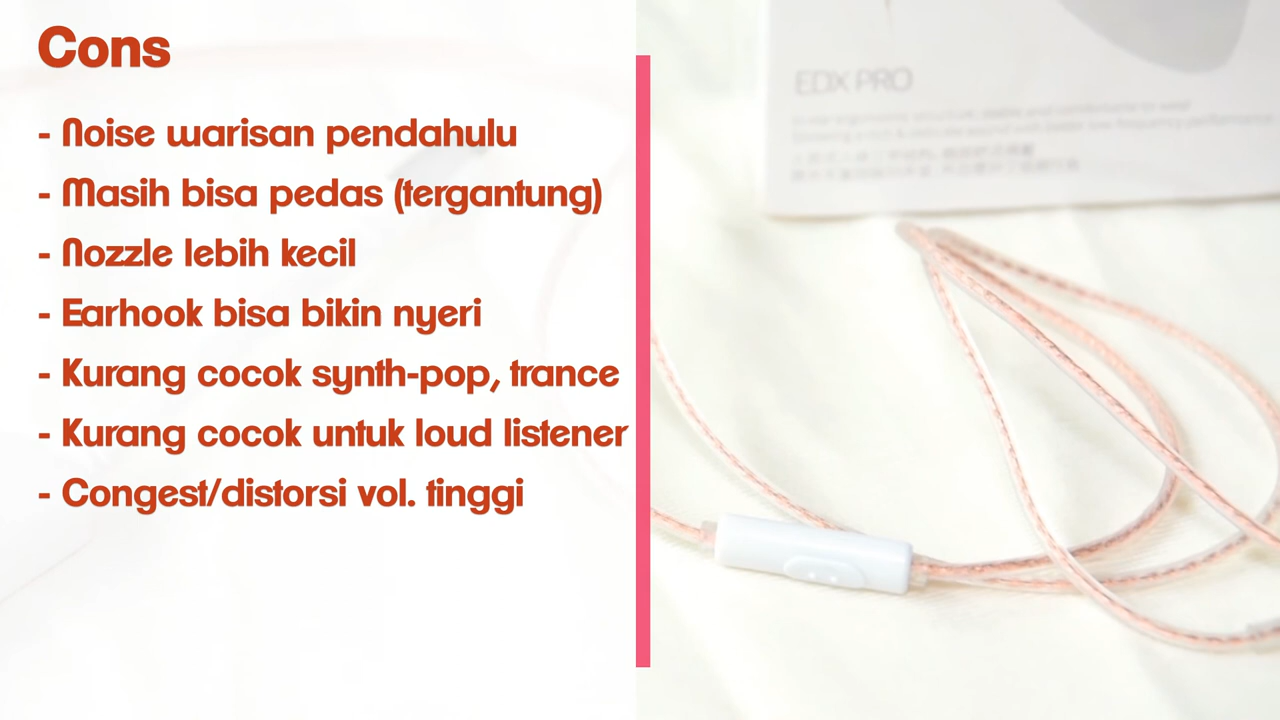 Cons
- Noise warisan pendahulu
- Masih bisa pedas (tergantung)
- Nozzle lebih kecil
- Earhook bisa bikin nyeri
- Kurang cocok synth-pop, trance
- Kurang cocok untuk loud listener
- Congest/distorsi vol. tinggi
EDX PRO